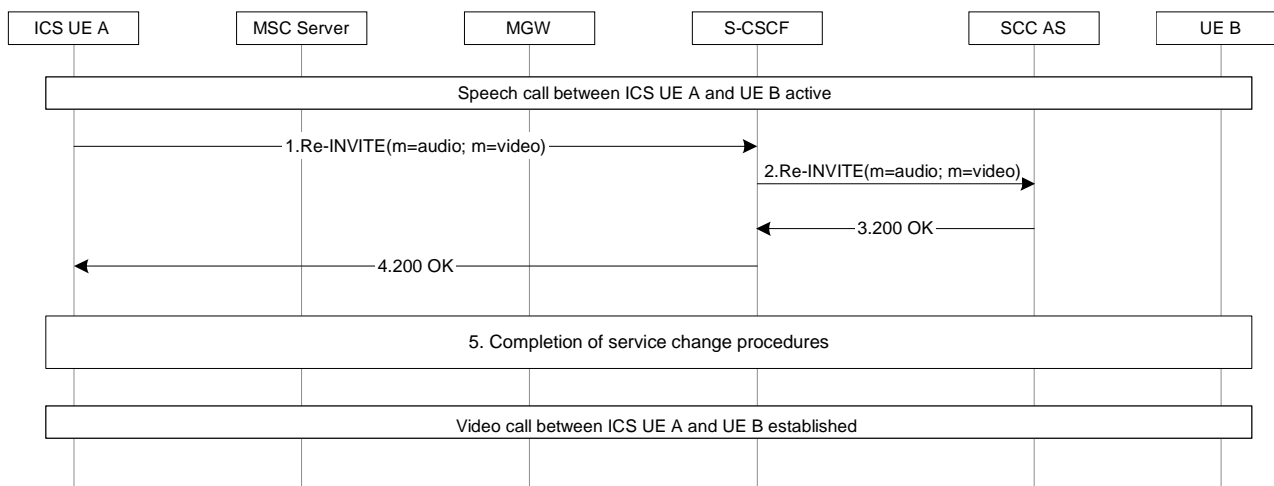 ICS UE A
MSC Server
MGW
S-CSCF
SCC AS
UE B
Speech call between ICS UE A and UE B active
1.Re-INVITE(m=audio; m=video)
2.Re-INVITE(m=audio; m=video)
3.200 OK
4.200 OK
5. Completion of service change procedures
Video call between ICS UE A and UE B established